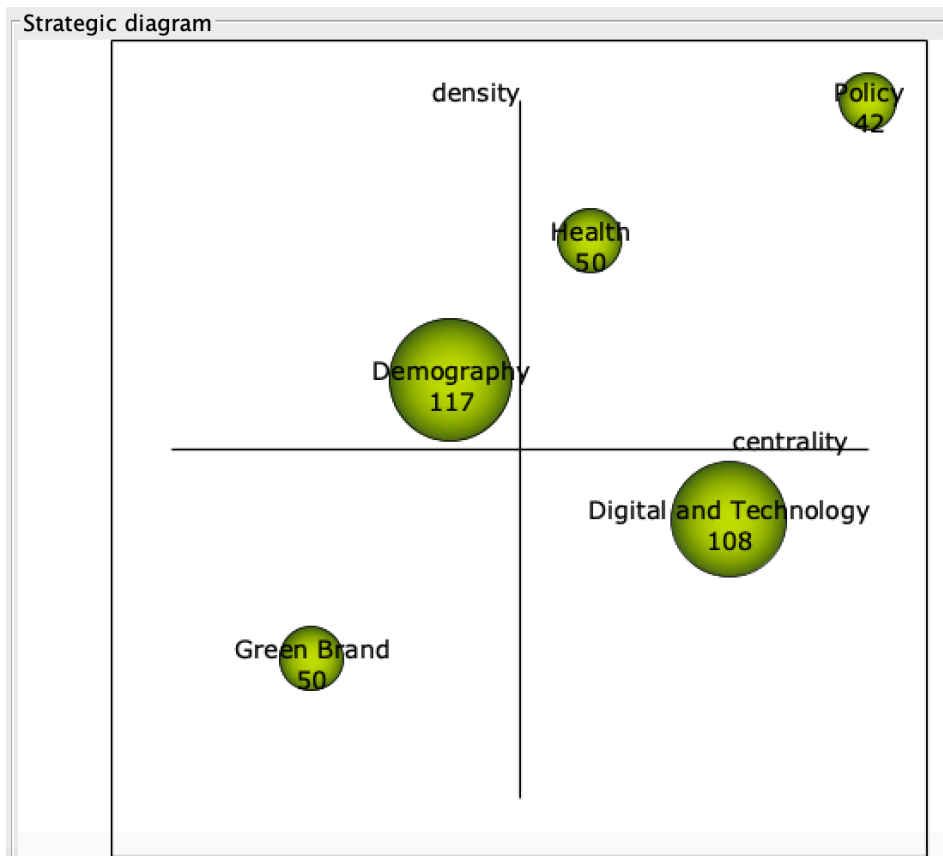 Strategic diagram
density
Policy
42
Health
50
Demography
117
centrality
Digital and Technology
108
Green Brand
50